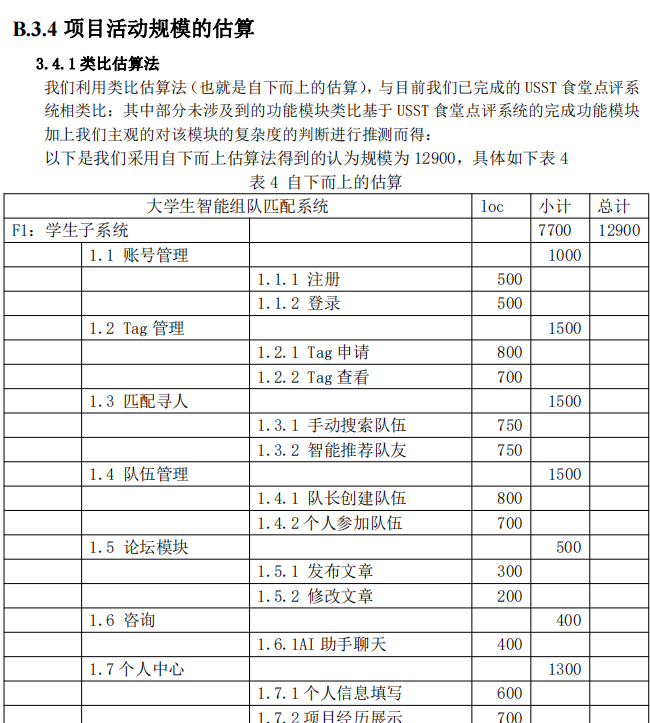 B.3.4 项目活动规模的估算
3.4.1类比估算法
我们利用类比估算法（也就是自下而上的估算），与目前我们已完成的 USST 食堂点评系
统相类比：其中部分未涉及到的功能模块类比基于 USST 食堂点评系统的完成功能模块
加上我们主观的对该模块的复杂度的判断进行推测而得：
以下是我们采用自下而上估算法得到的认为规模为 12900，具体如下表 4
表 4 自下而上的估算
大学生智能组队匹配系统 loc 小计 总计
F1：学生子系统 7700 12900
1.1 账号管理 1000
1.1.1 注册 500
1.1.2 登录 500
1.2 Tag 管理 1500
1.2.1 Tag 申请 800
1.2.2 Tag 查看 700
1.3 匹配寻人 1500
1.3.1 手动搜索队伍 750
1.3.2 智能推荐队友 750
1.4 队伍管理 1500
1.4.1 队长创建队伍 800
1.4.2个人参加队伍 700
1.5 论坛模块 500
1.5.1 发布文章 300
1.5.2 修改文章 200
1.6 咨询 400
1.6.1AI 助手聊天 400
1.7个人中心 1300
1.7.1个人信息填写 600
1.7.2项目经历展示 700